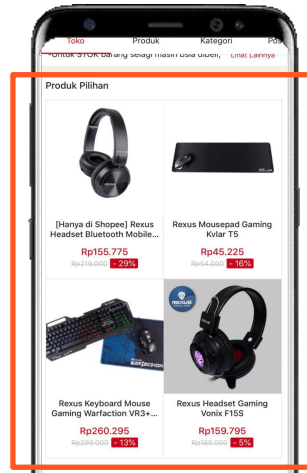 Toko Produk Kategori Pos
-Untuk STOK barang selagi masih bsia dibeli, Lihat Lainnya
Produk Pilihan
[Hanya di Shopee] Rexus
Headset Bluetooth Mobile...
Rp155.775
Rp219.000 - 29%
Rexus Mousepad Gaming
Kvlar T5
Rp45.225
Rp54.000 - 16%
REXUS
Rexus Keyboard Mouse
Gaming Warfaction VR3+...
Rp260.295
Rp299.000 - 13%
Rexus Headset Gaming
Vonix F15S
Rp159.795
Rp169.000 - 5%